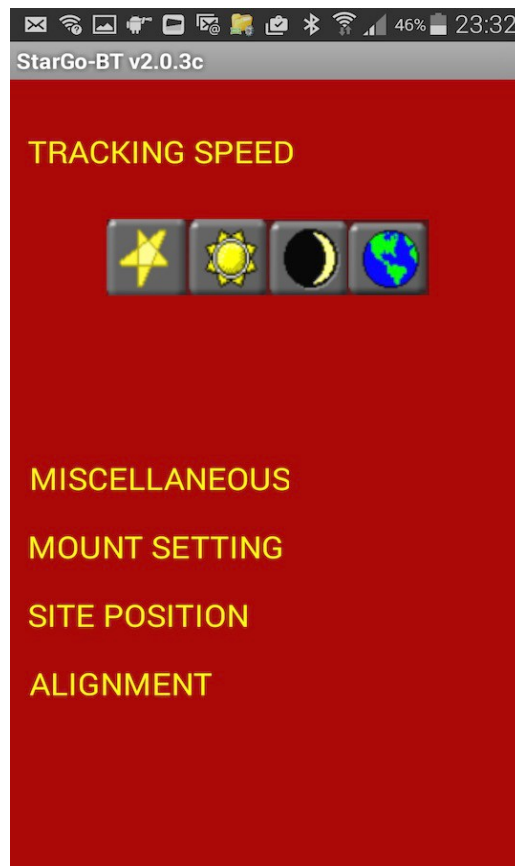 46% 23:32
StarGo-BT v2.0.3c
TRACKING SPEED
MISCELLANEOUS
MOUNT SETTING
SITE POSITION
ALIGNMENT